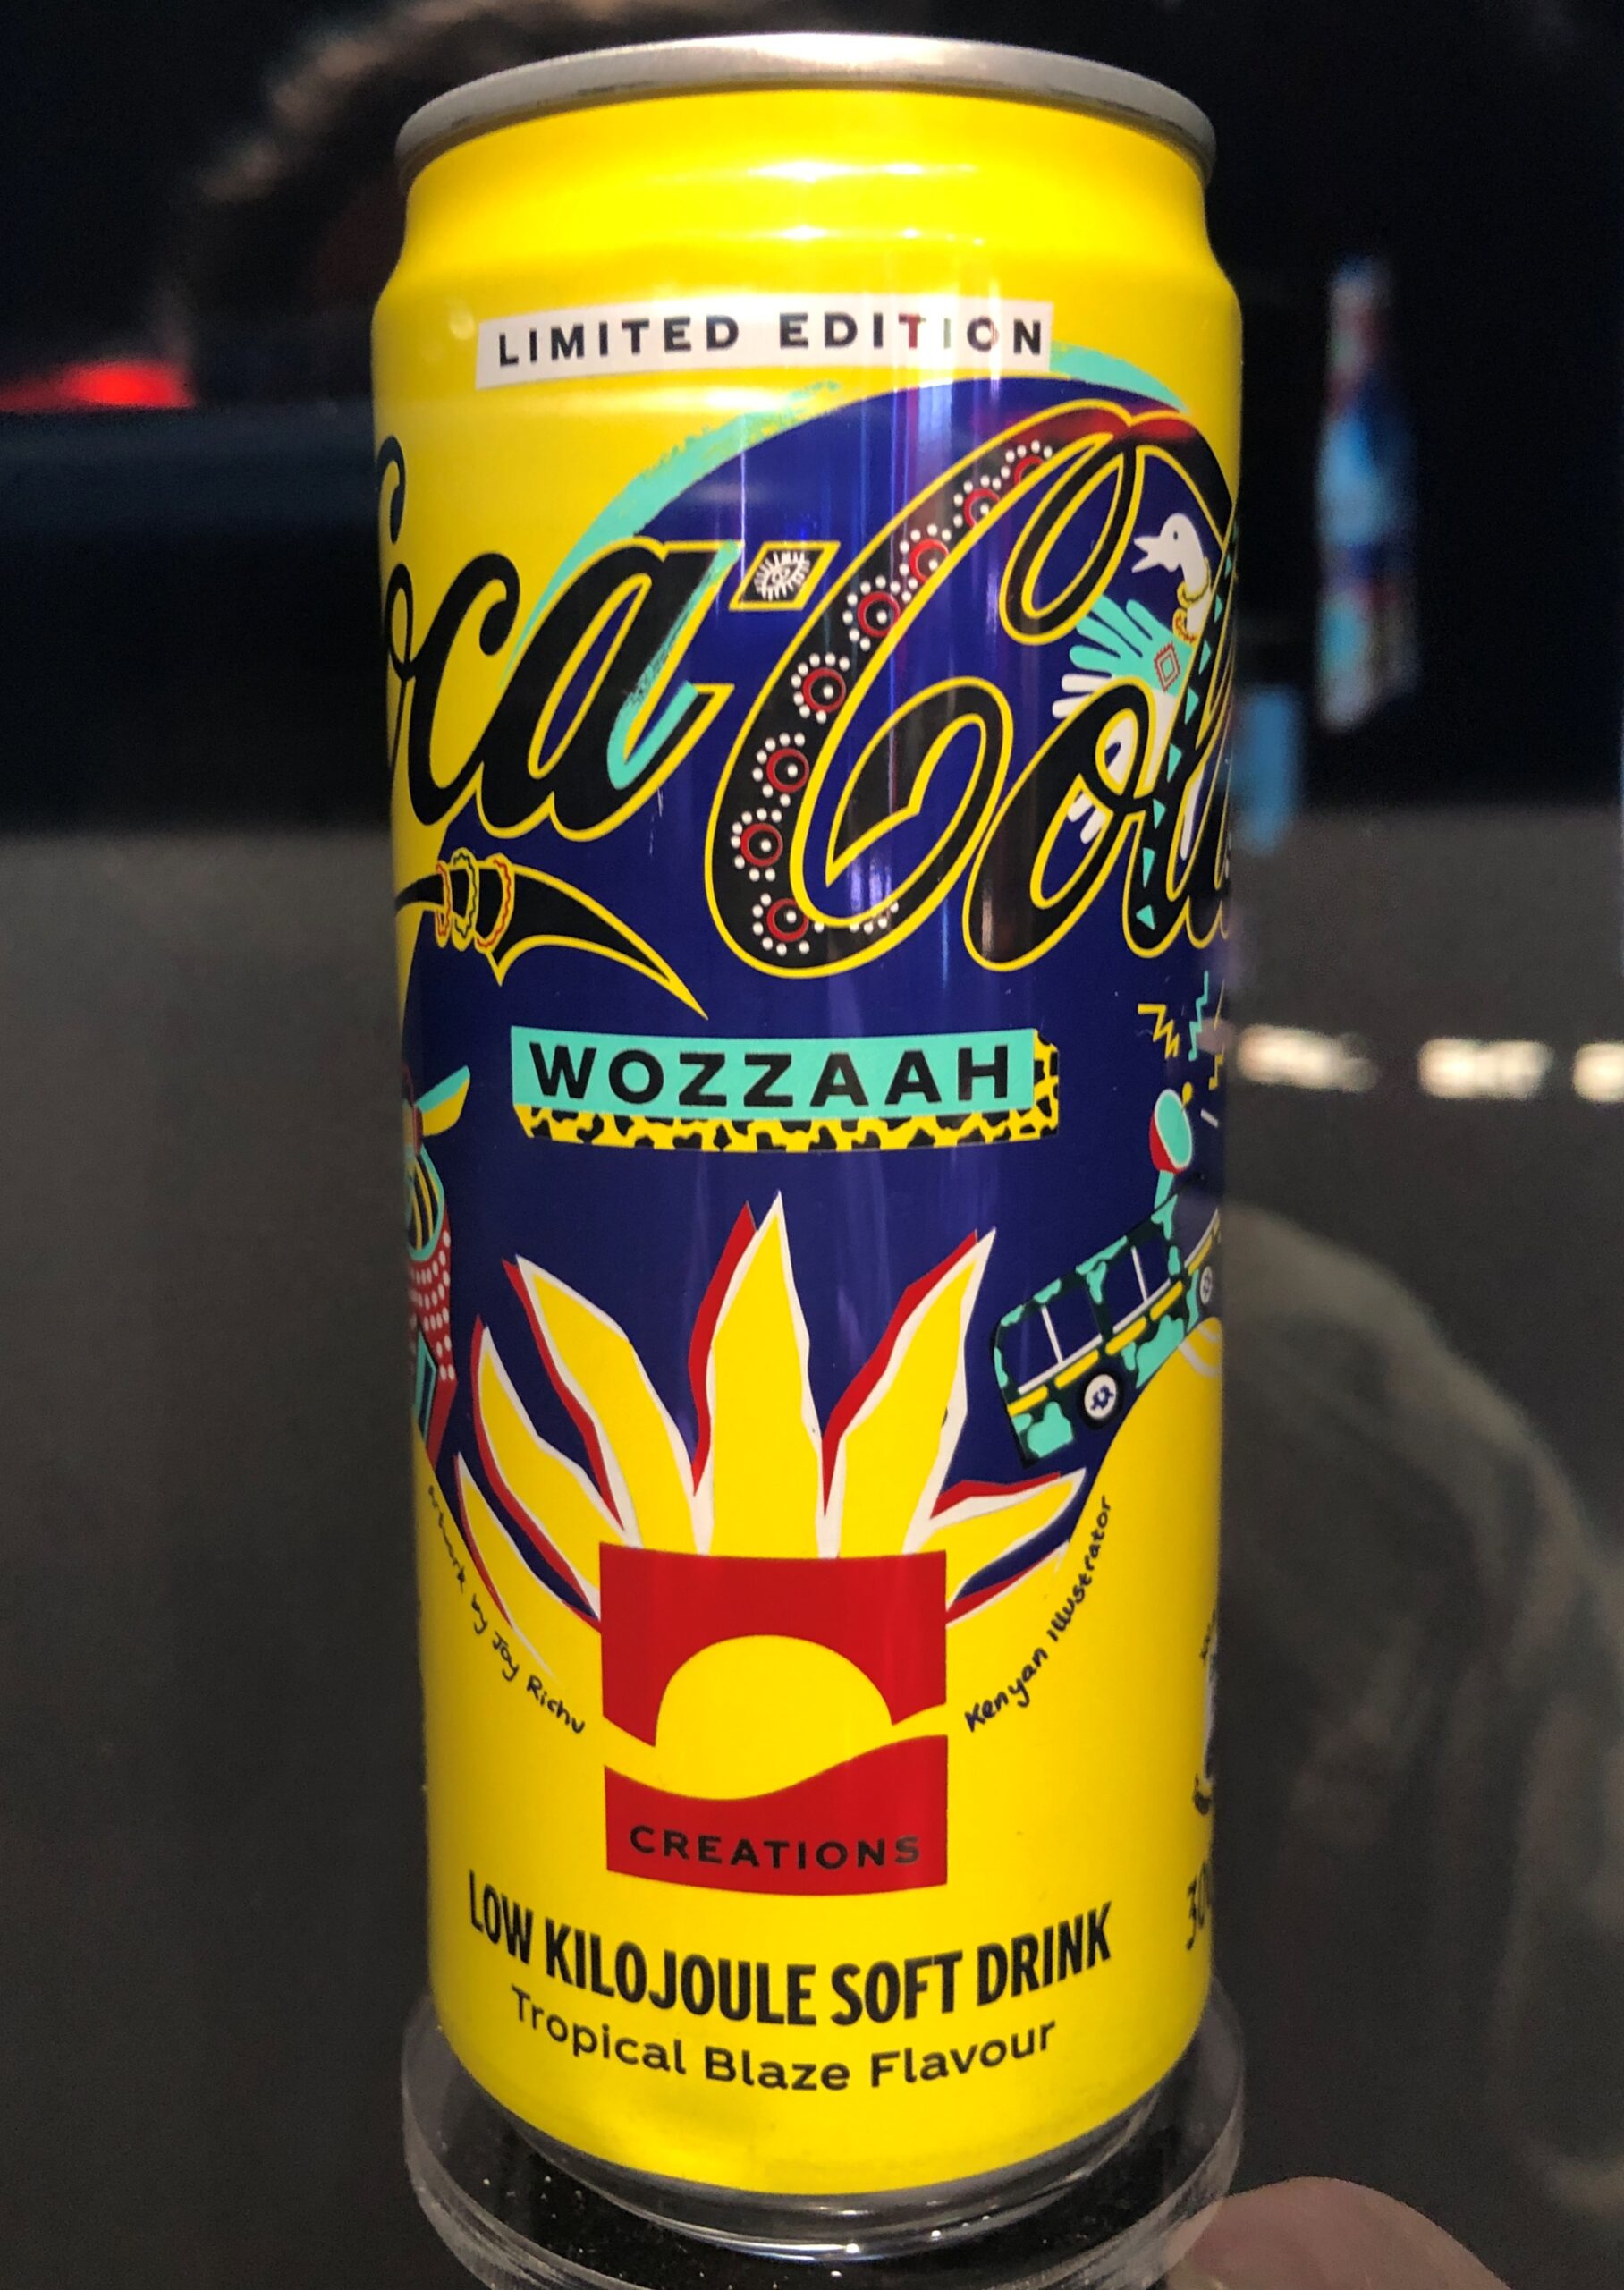 LIMITED EDITION
Coca-Cola
WOZZAAH
Artwork by Joy Richu
Kenyan Illustrator
CREATIONS
LOW KILOJOULE SOFT DRINK
Tropical Blaze Flavour